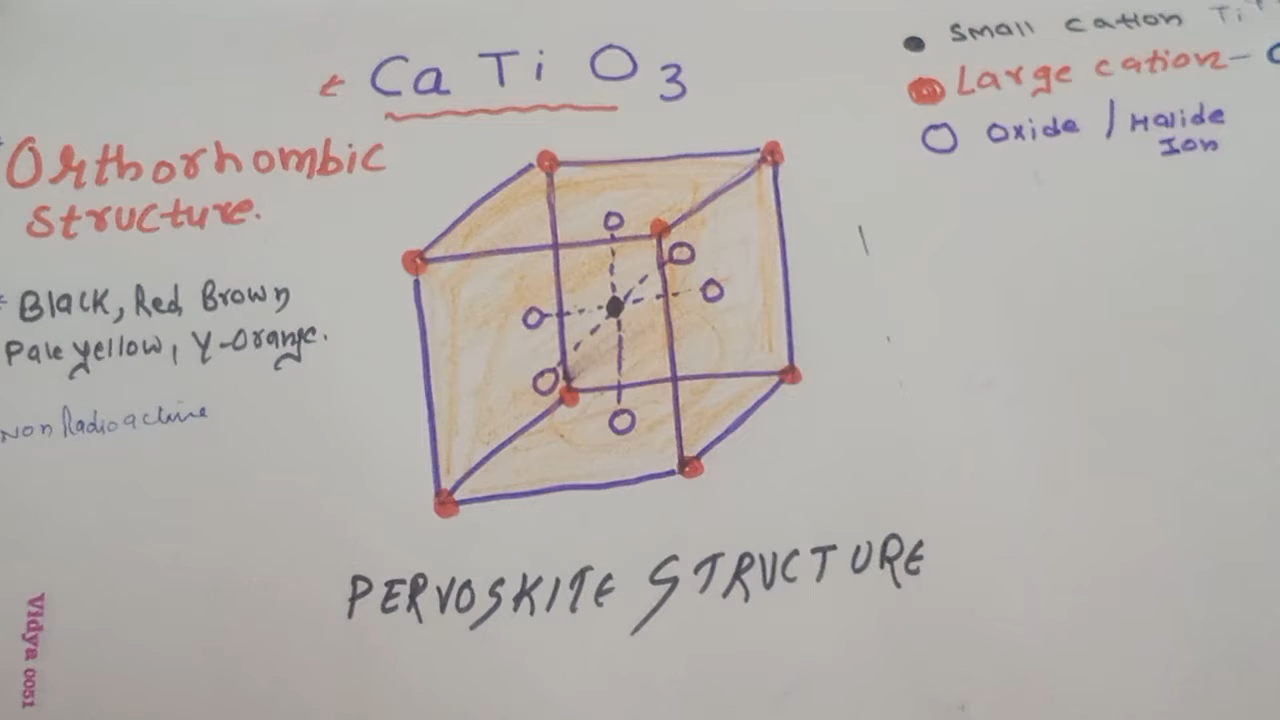 CaTiO3
Orthorhombic
Structure.
Black, Red Brown,
Pale yellow, Y-Orange.
Non Radioactive
Small cation Ti
Large cation-
Oxide / Halide
Ion
PERVOSKITE STRUCTURE
Vidya 0051